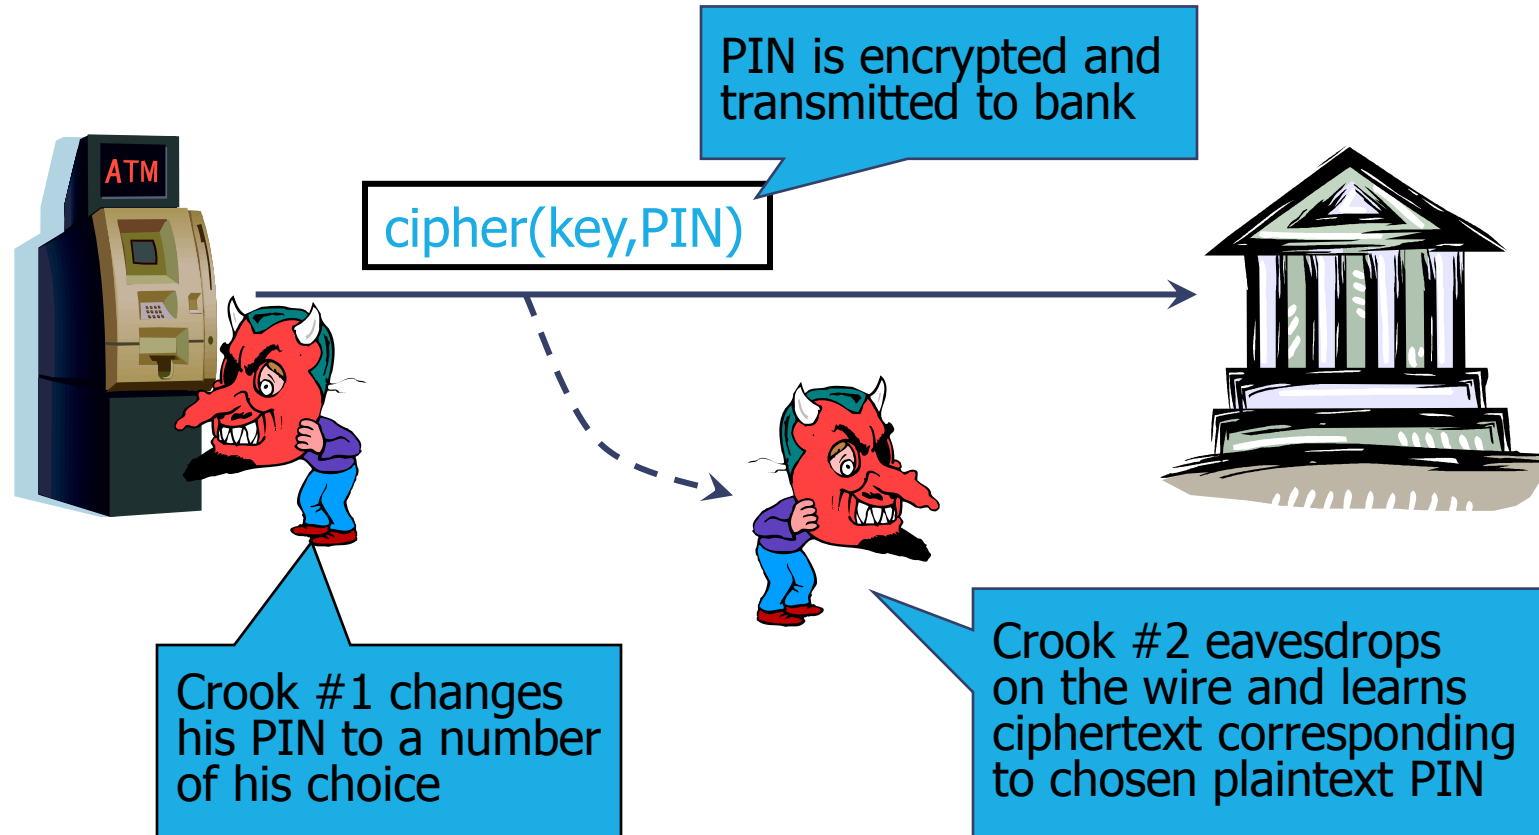 PIN is encrypted and
transmitted to bank
ATM
cipher(key,PIN)
Crook #1 changes
his PIN to a number
of his choice
Crook #2 eavesdrops
on the wire and learns
ciphertext corresponding
to chosen plaintext PIN